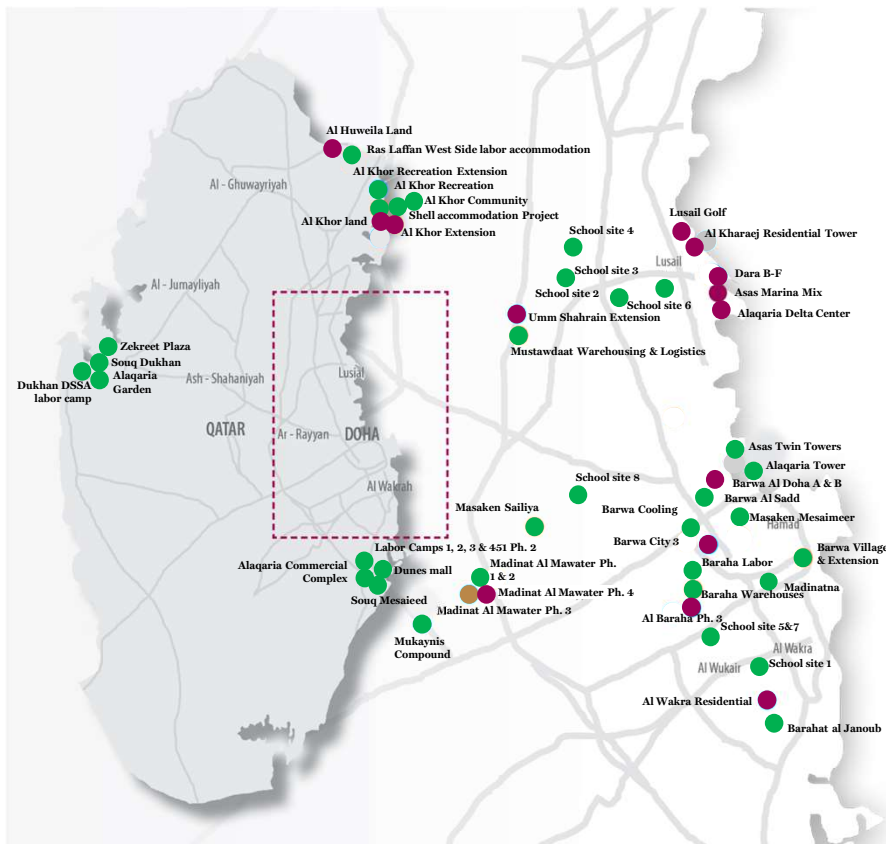 Al Huweila Land
Ras Laffan West Side labor accommodation
Al Khor Recreation Extension
Al - Ghuwayriyah
Al Khor Recreation
Al Khor Community
Shell accommodation Project
Al Khor land
Al Khor Extension
Al - Jumayliyah
Zekreet Plaza
Souq Dukhan
Dukhan DSSA
labor camp
Alaqaria
Garden
Ash - Shahaniyah
Lusial
QATAR
Ar - Rayyan
DOHA
Al Wakrah
Labor Camps 1, 2, 3 & 451 Ph. 2
Alaqaria Commercial
Complex
Dunes mall
Souq Mesaieed
Mukaynis
Compound
Lusail Golf
School site 4
Al Kharaej Residential Tower
Lusail
School site 3
Dara B-F
School site 2
Asas Marina Mix
School site 6
Umm Shahrain Extension
Alaqaria Delta Center
Mustawdaat Warehousing & Logistics
Asas Twin Towers
School site 8
Alaqaria Tower
Barwa Al Doha A & B
Barwa Al Sadd
Masaken Sailiya
Barwa Cooling
Masaken Mesaimeer
Hamad
Barwa City 3
Barwa Village
& Extension
Madinat Al Mawater Ph.
1 & 2
Baraha Labor
Madinatna
Madinat Al Mawater Ph. 4
Baraha Warehouses
Madinat Al Mawater Ph. 3
Al Baraha Ph. 3
School site 5&7
Al Wakra
Al Wukair
School site 1
Al Wakra Residential
Barahat al Janoub